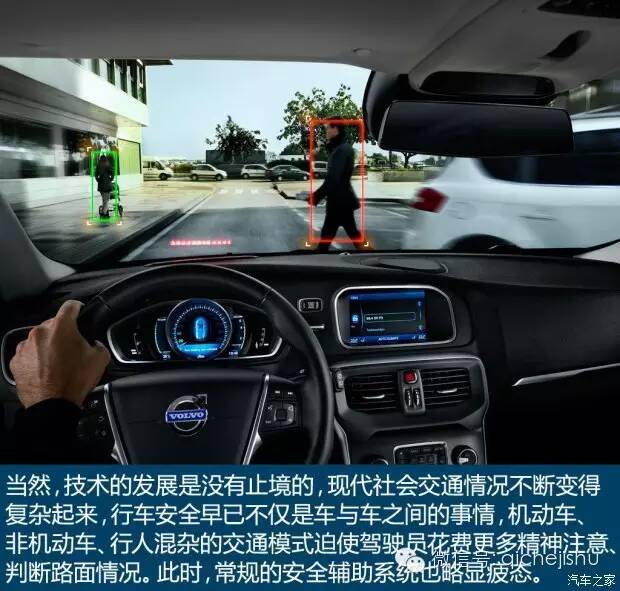 VOLVO
当然，技术的发展是没有止境的，现代社会交通情况不断变得
复杂起来，行车安全早已不仅是车与车之间的事情，机动车、
非机动车、行人混杂的交通模式迫使驾驶员花费更多精神注意、
判断路面情况。此时，常规的安全辅助系统也略显疲态。
微信号: qichejishu
汽车之家